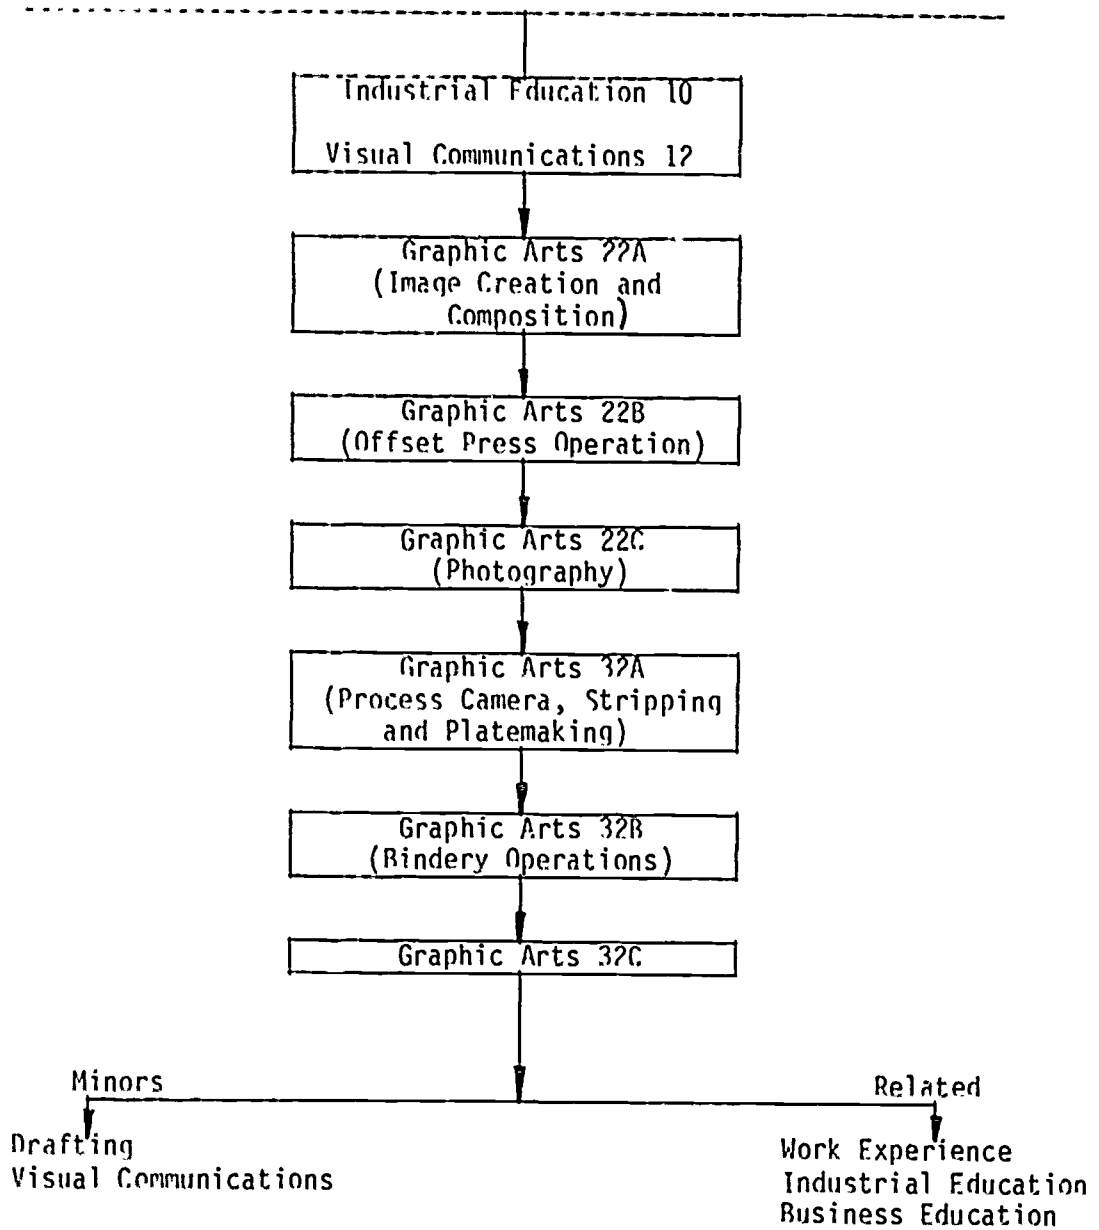 Industrial Education 10
Visual Communications 12
Graphic Arts 22A
(Image Creation and
Composition)
Graphic Arts 22B
(Offset Press Operation)
Graphic Arts 22C
(Photography)
Graphic Arts 32A
(Process Camera, Stripping
and Platemaking)
Graphic Arts 32B
(Bindery Operations)
Graphic Arts 32C
Minors
Related
Drafting
Visual Communications
Work Experience
Industrial Education
Business Education